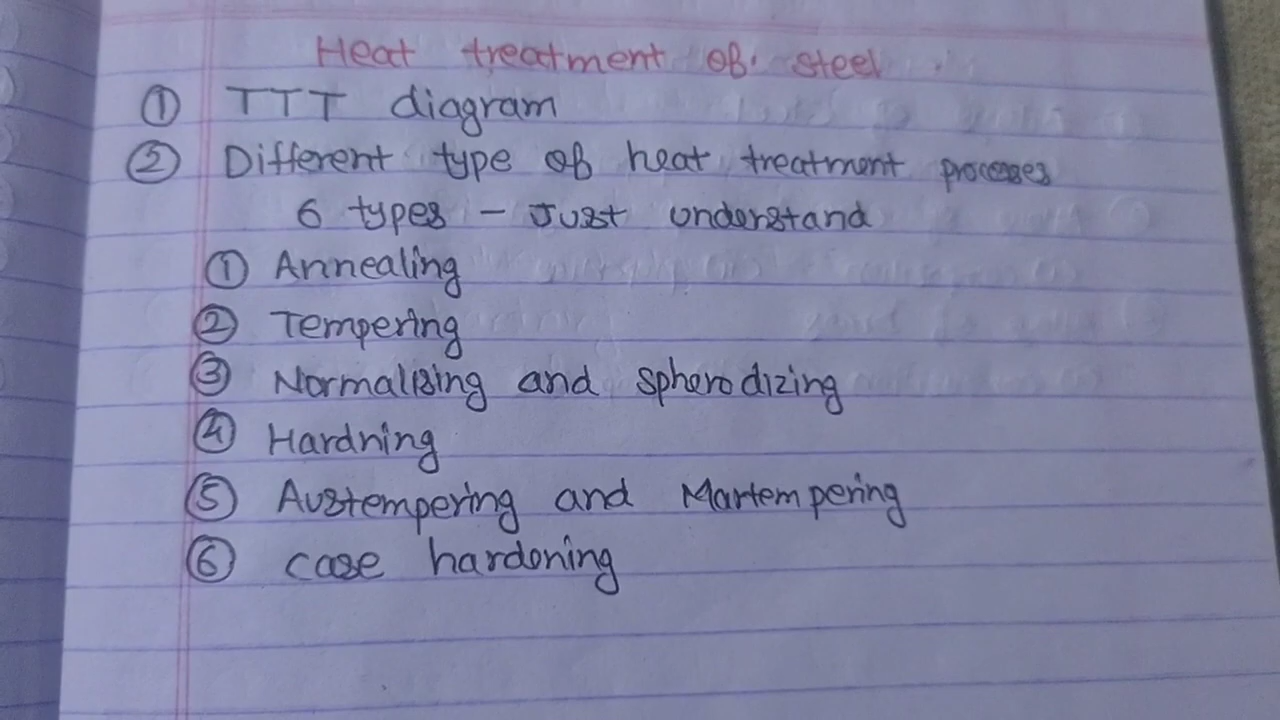 Heat treatment of steel
① TTT diagram
② Different type of heat treatment processes
6 types - Just understand
① Annealing
② Tempering
③ Normalising and spherodizing
④ Hardning
⑤ Austempering and Martempering
⑥ case hardening